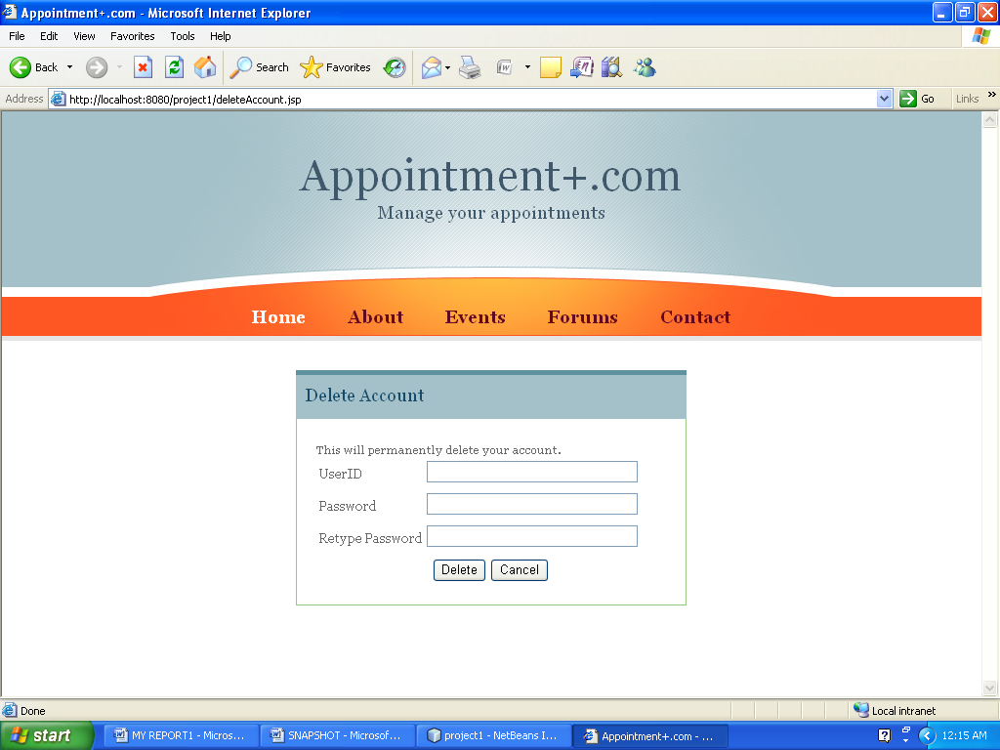 Appointment+.com - Microsoft Internet Explorer
File Edit View Favorites Tools Help
Back Search Favorites
Address http://localhost:8080/project1/deleteAccount.jsp Go Links »
Appointment+.com
Manage your appointments
Home About Events Forums Contact
Delete Account
This will permanently delete your account.
UserID
Password
Retype Password
Delete Cancel
Done Local intranet
start MY REPORT1 - Micros... SNAPSHOT - Microsof... project1 - NetBeans I... Appointment+.com - ... 12:15 AM